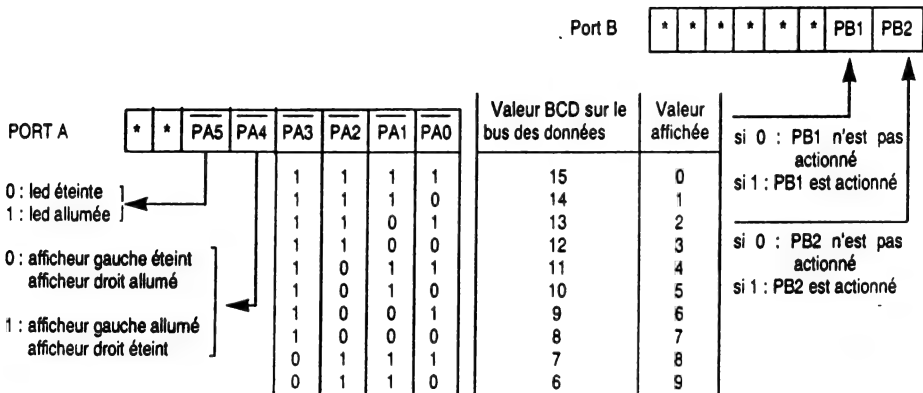 . Port B * * * * * * PB1 PB2
PORT A * * PA5 PA4 PA3 PA2 PA1 PA0
Valeur BCD sur le bus des données
Valeur affichée
1 1 1 1 15 0
1 1 1 0 14 1
1 1 0 1 13 2
1 1 0 0 12 3
1 0 1 1 11 4
1 0 1 0 10 5
1 0 0 1 9 6
1 0 0 0 8 7
0 1 1 1 7 8
0 1 1 0 6 9
0 : led éteinte
1 : led allumée
0 : afficheur gauche éteint
afficheur droit allumé
1 : afficheur gauche allumé
afficheur droit éteint
si 0 : PB1 n'est pas
actionné
si 1 : PB1 est actionné
si 0 : PB2 n'est pas
actionné
si 1 : PB2 est actionné